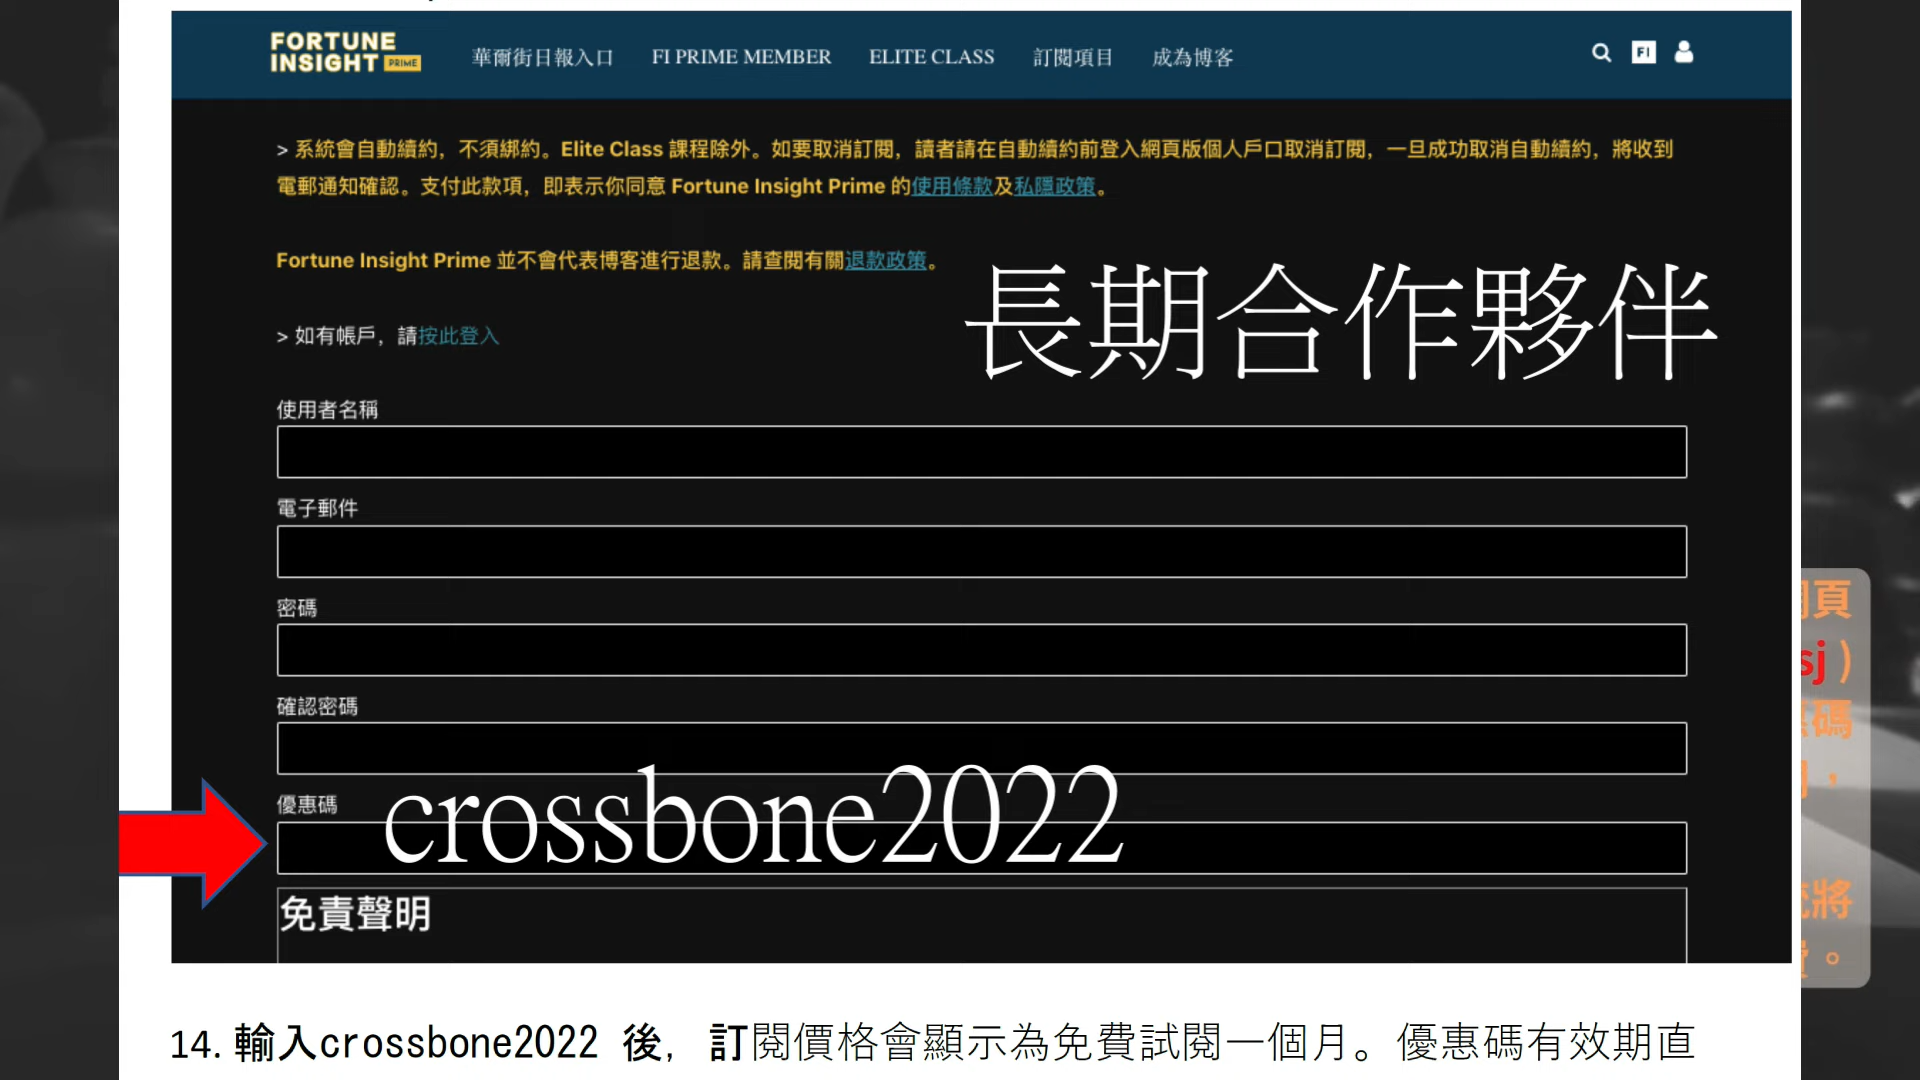 FORTUNE
INSIGHT PRIME
華爾街日報入口 FI PRIME MEMBER ELITE CLASS 訂閱項目 成為博客
FI
> 系統會自動續約，不須綁約。Elite Class 課程除外。如要取消訂閱，讀者請在自動續約前登入網頁版個人戶口取消訂閱，一旦成功取消自動續約，將收到
電郵通知確認。支付此款項，即表示你同意 Fortune Insight Prime 的使用條款及私隱政策。
Fortune Insight Prime 並不會代表博客進行退款。請查閱有關退款政策。
長期合作夥伴
> 如有帳戶，請按此登入
使用者名稱
電子郵件
密碼
確認密碼
優惠碼
crossbone2022
免責聲明
頁
sj )
碼
，
將
。
14. 輸入crossbone2022 後，訂閱價格會顯示為免費試閱一個月。優惠碼有效期直